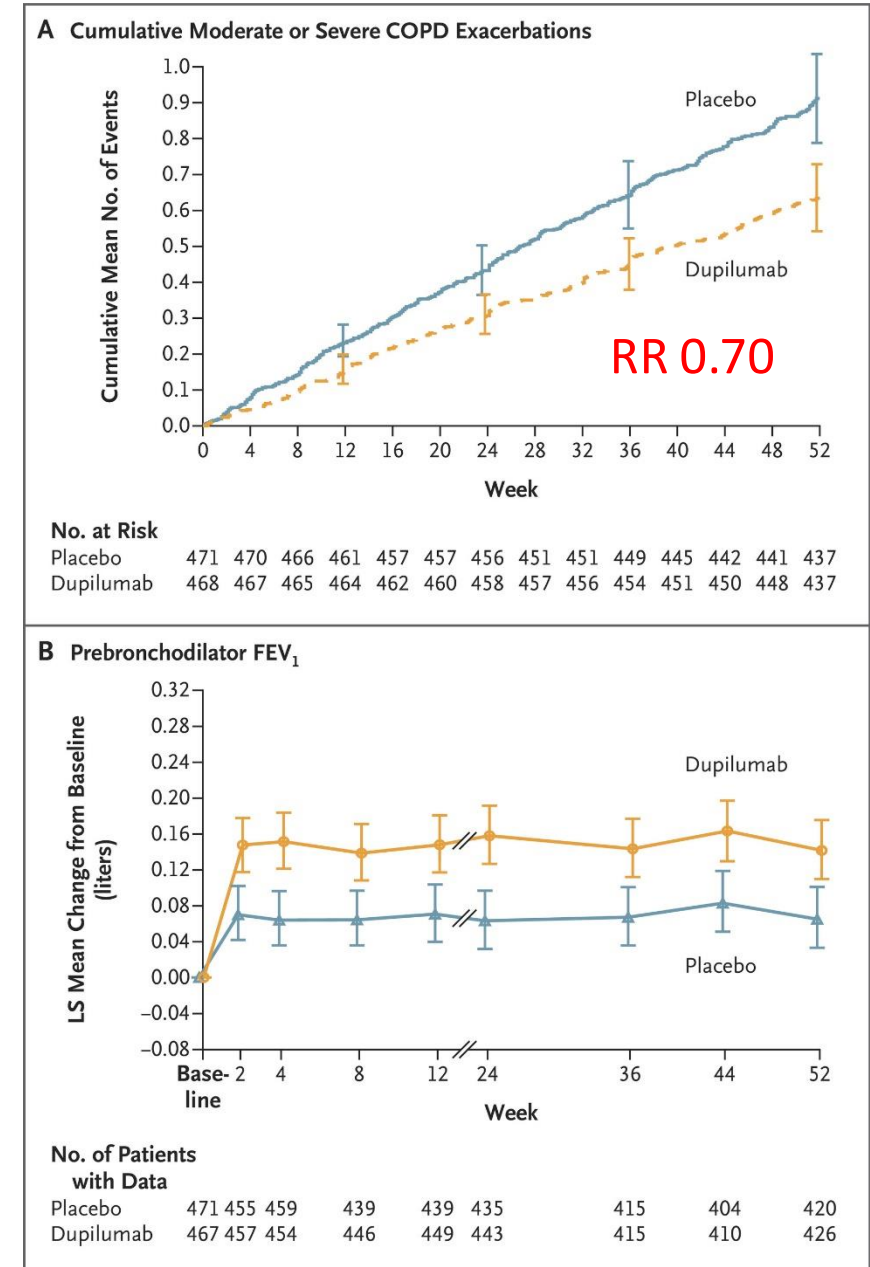 A Cumulative Moderate or Severe COPD Exacerbations
Cumulative Mean No. of Events
1.0
0.9
0.8
0.7
0.6
0.5
0.4
0.3
0.2
0.1
0.0
Placebo
Dupilumab
RR 0.70
0 4 8 12 16 20 24 28 32 36 40 44 48 52
Week
No. at Risk
Placebo 471 470 466 461 457 457 456 451 451 449 445 442 441 437
Dupilumab 468 467 465 464 462 460 458 457 456 454 451 450 448 437
B Prebronchodilator FEV₁
LS Mean Change from Baseline
(liters)
0.32
0.28
0.24
0.20
0.16
0.12
0.08
0.04
0.00
−0.04
−0.08
Dupilumab
Placebo
Base- 2 4 8 12 24 36 44 52
line
Week
No. of Patients
with Data
Placebo 471 455 459 439 439 435 415 404 420
Dupilumab 467 457 454 446 449 443 415 410 426